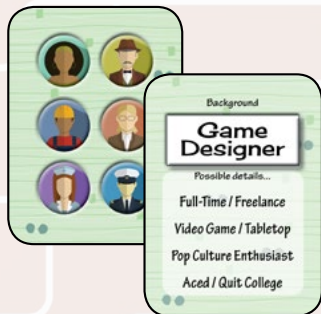 Background
Game
Designer
Possible details...
Full-Time / Freelance
Video Game / Tabletop
Pop Culture Enthusiast
Aced / Quit College